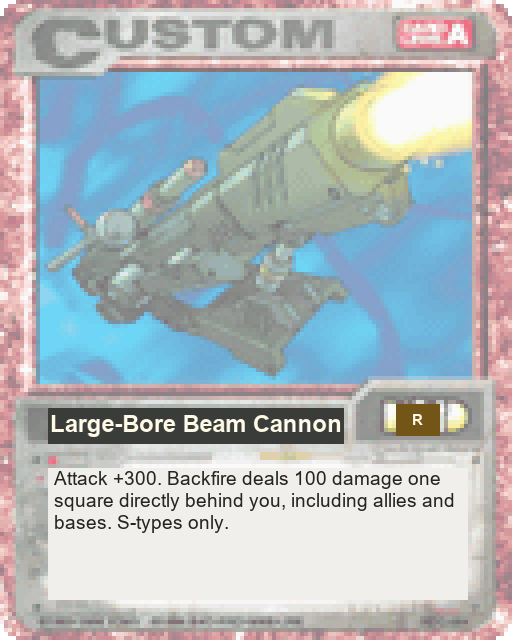 CUSTOM
A
Large-Bore Beam Cannon
R
Attack +300. Backfire deals 100 damage one
square directly behind you, including allies and
bases. S-types only.